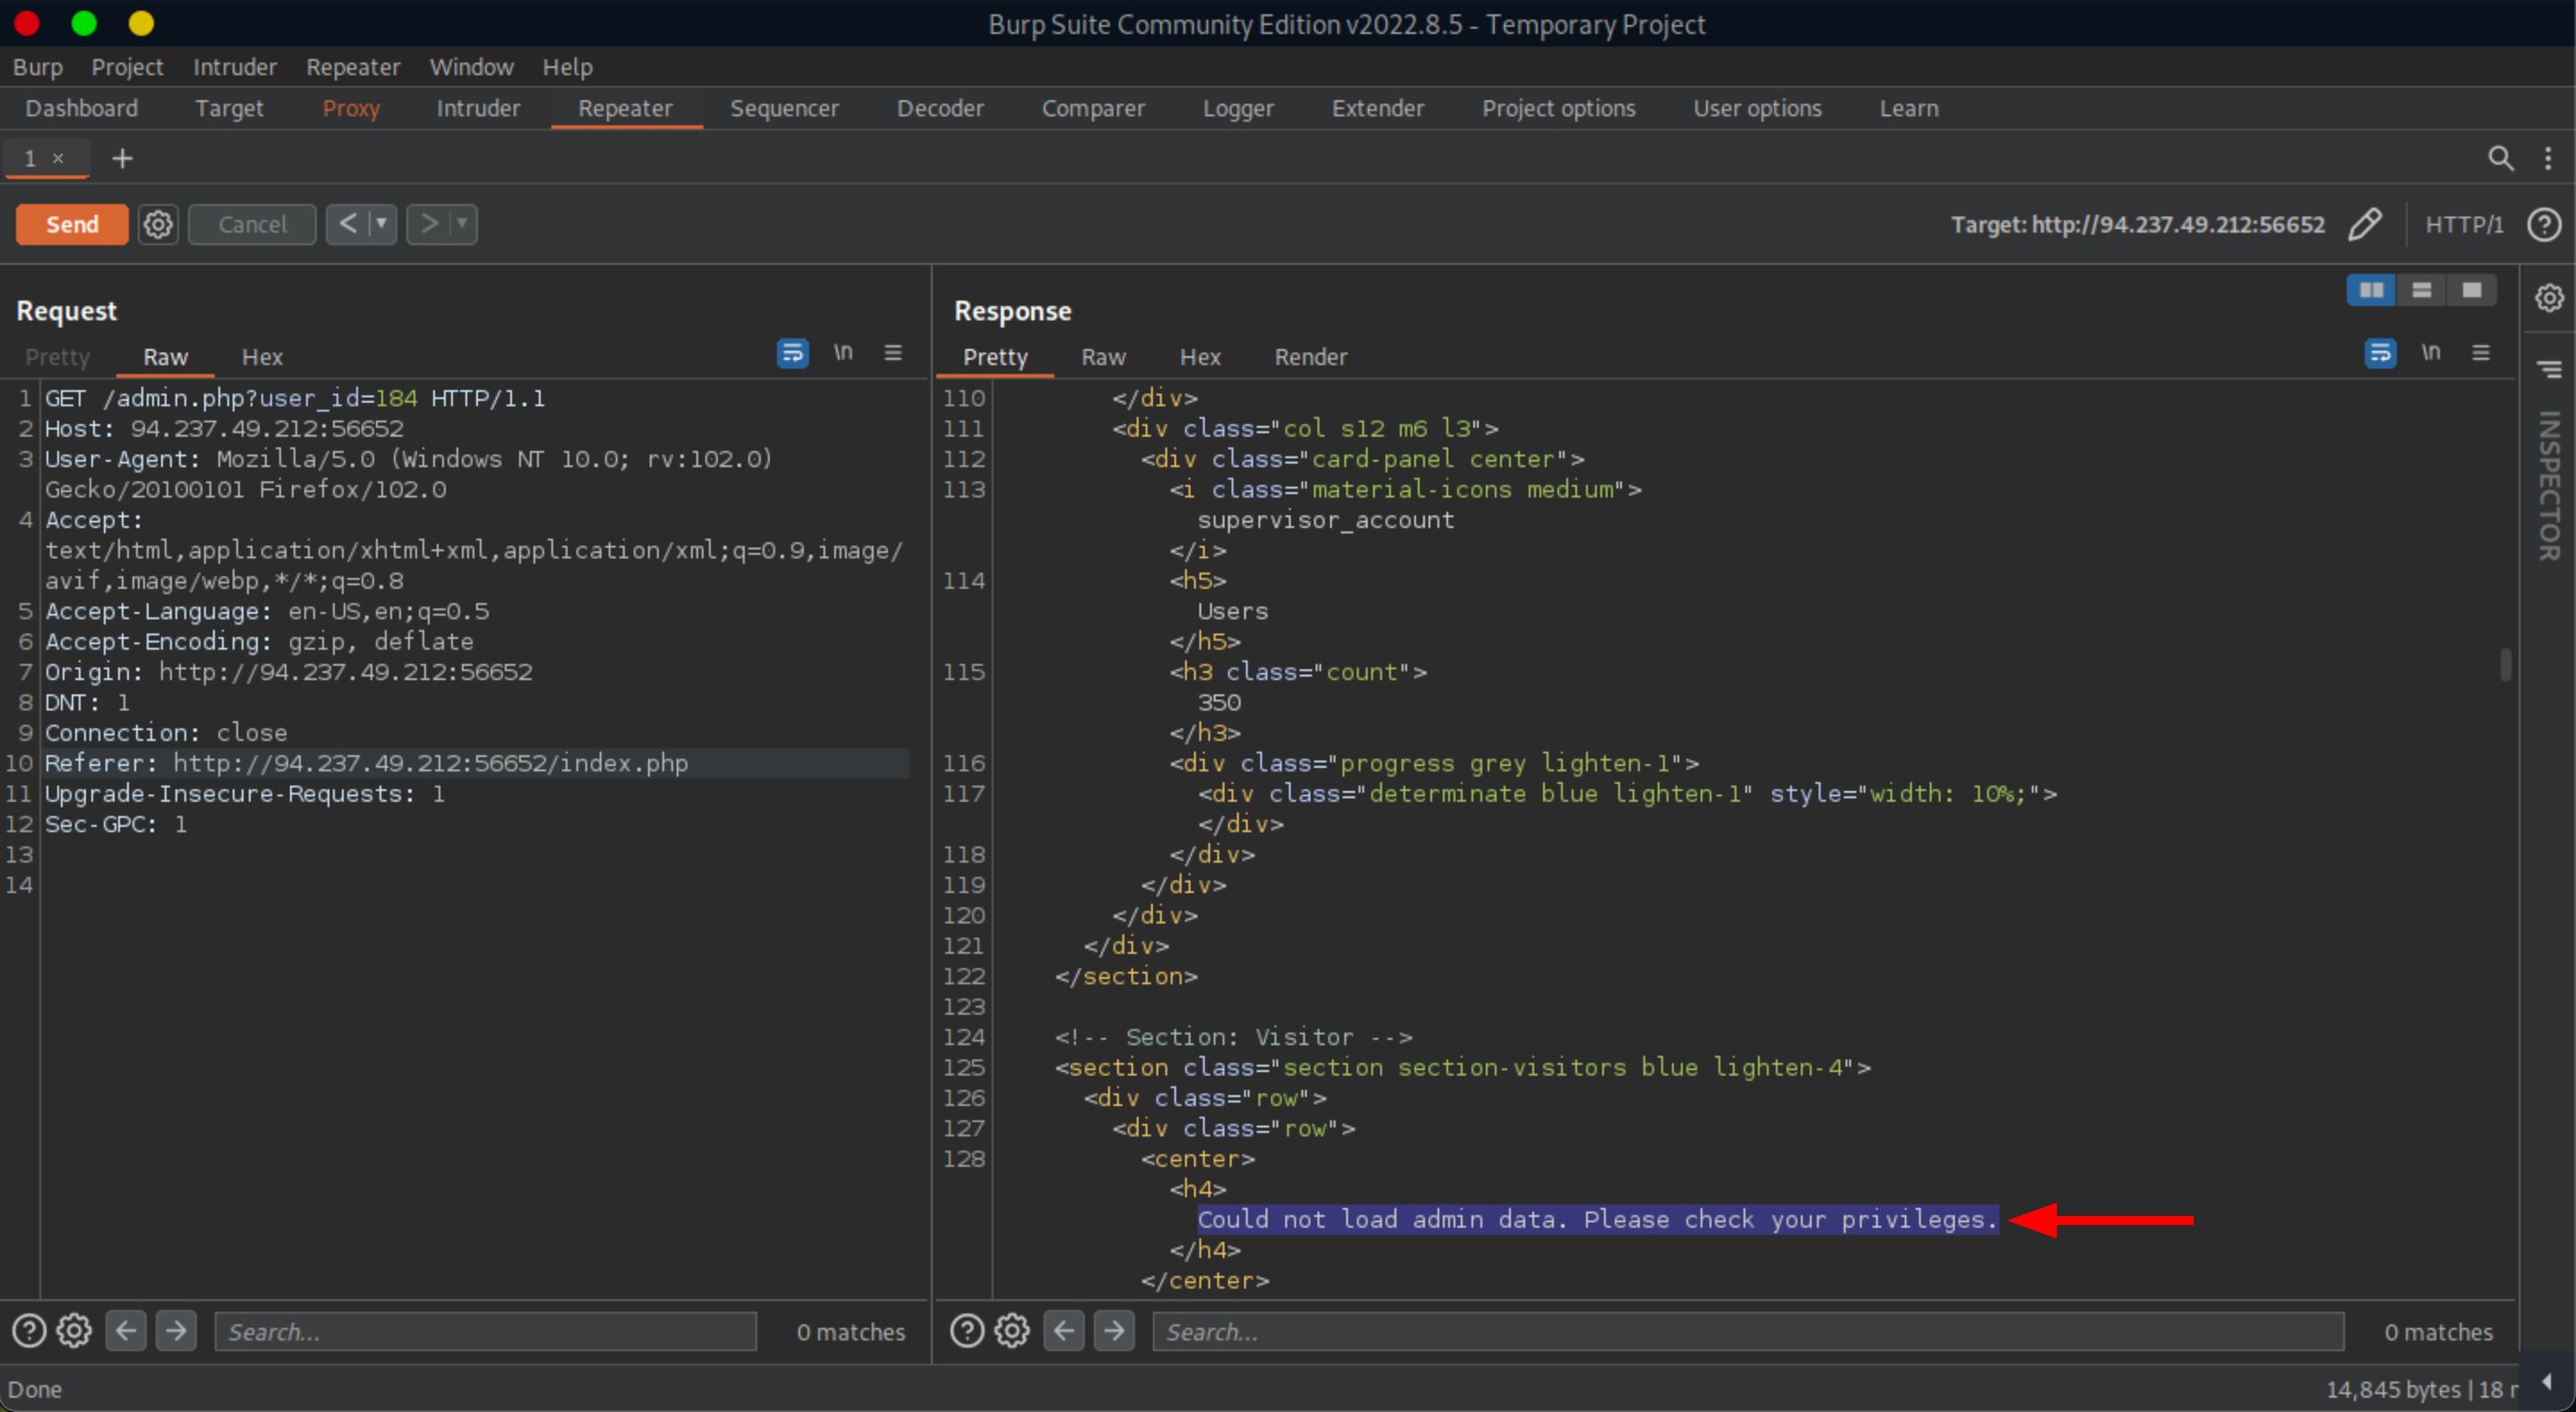 Burp Suite Community Edition v2022.8.5 - Temporary Project
Burp Project Intruder Repeater Window Help
Dashboard Target Proxy Intruder Repeater Sequencer Decoder Comparer Logger Extender Project options User options Learn
1 × +
Send Cancel < > Target: http://94.237.49.212:56652 HTTP/1
Request
Pretty Raw Hex \n
1 GET /admin.php?user_id=184 HTTP/1.1
2 Host: 94.237.49.212:56652
3 User-Agent: Mozilla/5.0 (Windows NT 10.0; rv:102.0)
Gecko/20100101 Firefox/102.0
4 Accept:
text/html,application/xhtml+xml,application/xml;q=0.9,image/
avif,image/webp,*/*;q=0.8
5 Accept-Language: en-US,en;q=0.5
6 Accept-Encoding: gzip, deflate
7 Origin: http://94.237.49.212:56652
8 DNT: 1
9 Connection: close
10 Referer: http://94.237.49.212:56652/index.php
11 Upgrade-Insecure-Requests: 1
12 Sec-GPC: 1
13
14
Search... 0 matches
Response
Pretty Raw Hex Render \n
110 </div>
111 <div class="col s12 m6 l3">
112 <div class="card-panel center">
113 <i class="material-icons medium">
supervisor_account
</i>
114 <h5>
Users
</h5>
115 <h3 class="count">
350
</h3>
116 <div class="progress grey lighten-1">
117 <div class="determinate blue lighten-1" style="width: 10%;">
</div>
118 </div>
119 </div>
120 </div>
121 </div>
122 </section>
123
124 <!-- Section: Visitor -->
125 <section class="section section-visitors blue lighten-4">
126 <div class="row">
127 <div class="row">
128 <center>
<h4>
Could not load admin data. Please check your privileges.
</h4>
</center>
Search... 0 matches
INSPECTOR
Done
14,845 bytes | 18